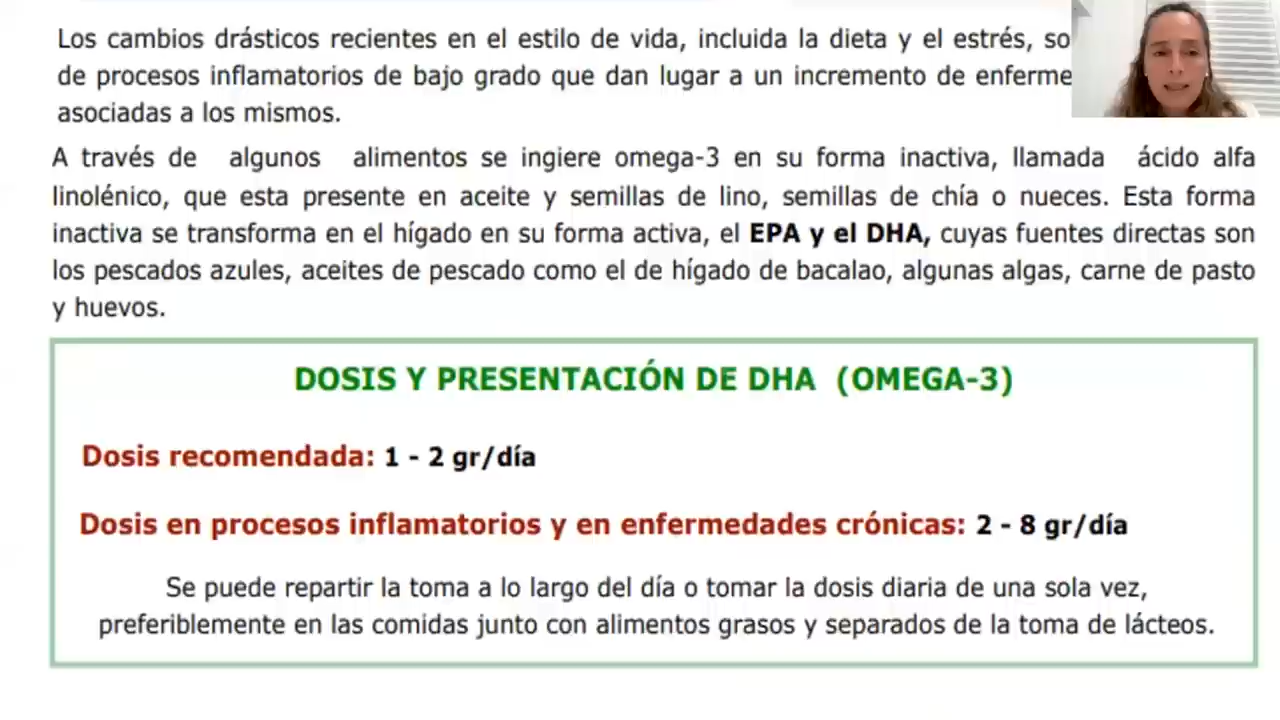 Los cambios drásticos recientes en el estilo de vida, incluida la dieta y el estrés,
de procesos inflamatorios de bajo grado que dan lugar a un incremento de
asociadas a los mismos.
A través de algunos alimentos se ingiere omega-3 en su forma inactiva, llamada ácido alfa
linolénico, que esta presente en aceite y semillas de lino, semillas de chía o nueces. Esta forma
inactiva se transforma en el hígado en su forma activa, el EPA y el DHA, cuyas fuentes directas son
los pescados azules, aceites de pescado como el de hígado de bacalao, algunas algas, carne de pasto
y huevos.
DOSIS Y PRESENTACIÓN DE DHA (OMEGA-3)
Dosis recomendada: 1 - 2 gr/día
Dosis en procesos inflamatorios y en enfermedades crónicas: 2 - 8 gr/día
Se puede repartir la toma a lo largo del día o tomar la dosis diaria de una sola vez,
preferiblemente en las comidas junto con alimentos grasos y separados de la toma de lácteos.